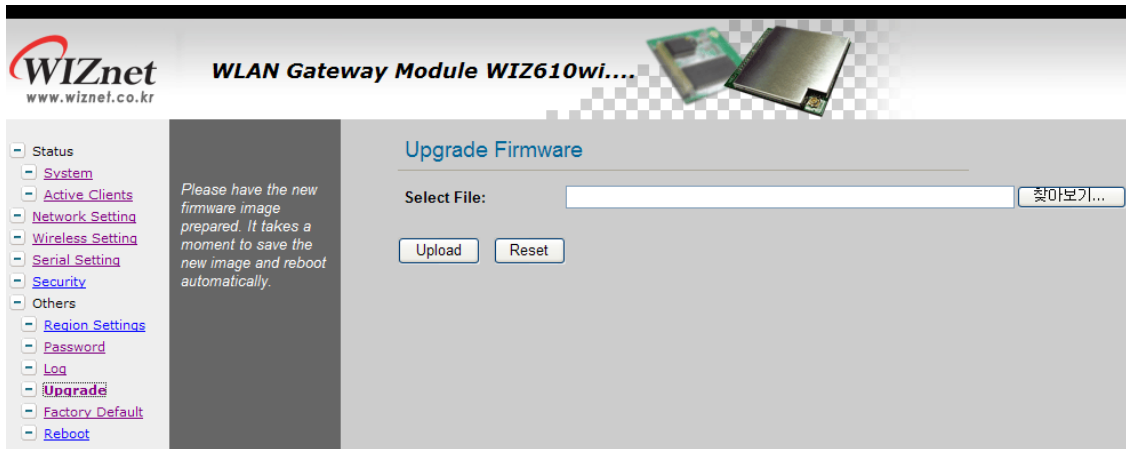 WIZnet
www.wiznet.co.kr
WLAN Gateway Module WIZ610wi....
Status
System
Active Clients
Network Setting
Wireless Setting
Serial Setting
Security
Others
Region Settings
Password
Log
Upgrade
Factory Default
Reboot
Please have the new
firmware image
prepared. It takes a
moment to save the
new image and reboot
automatically.
Upgrade Firmware
Select File: 찾아보기...
Upload Reset